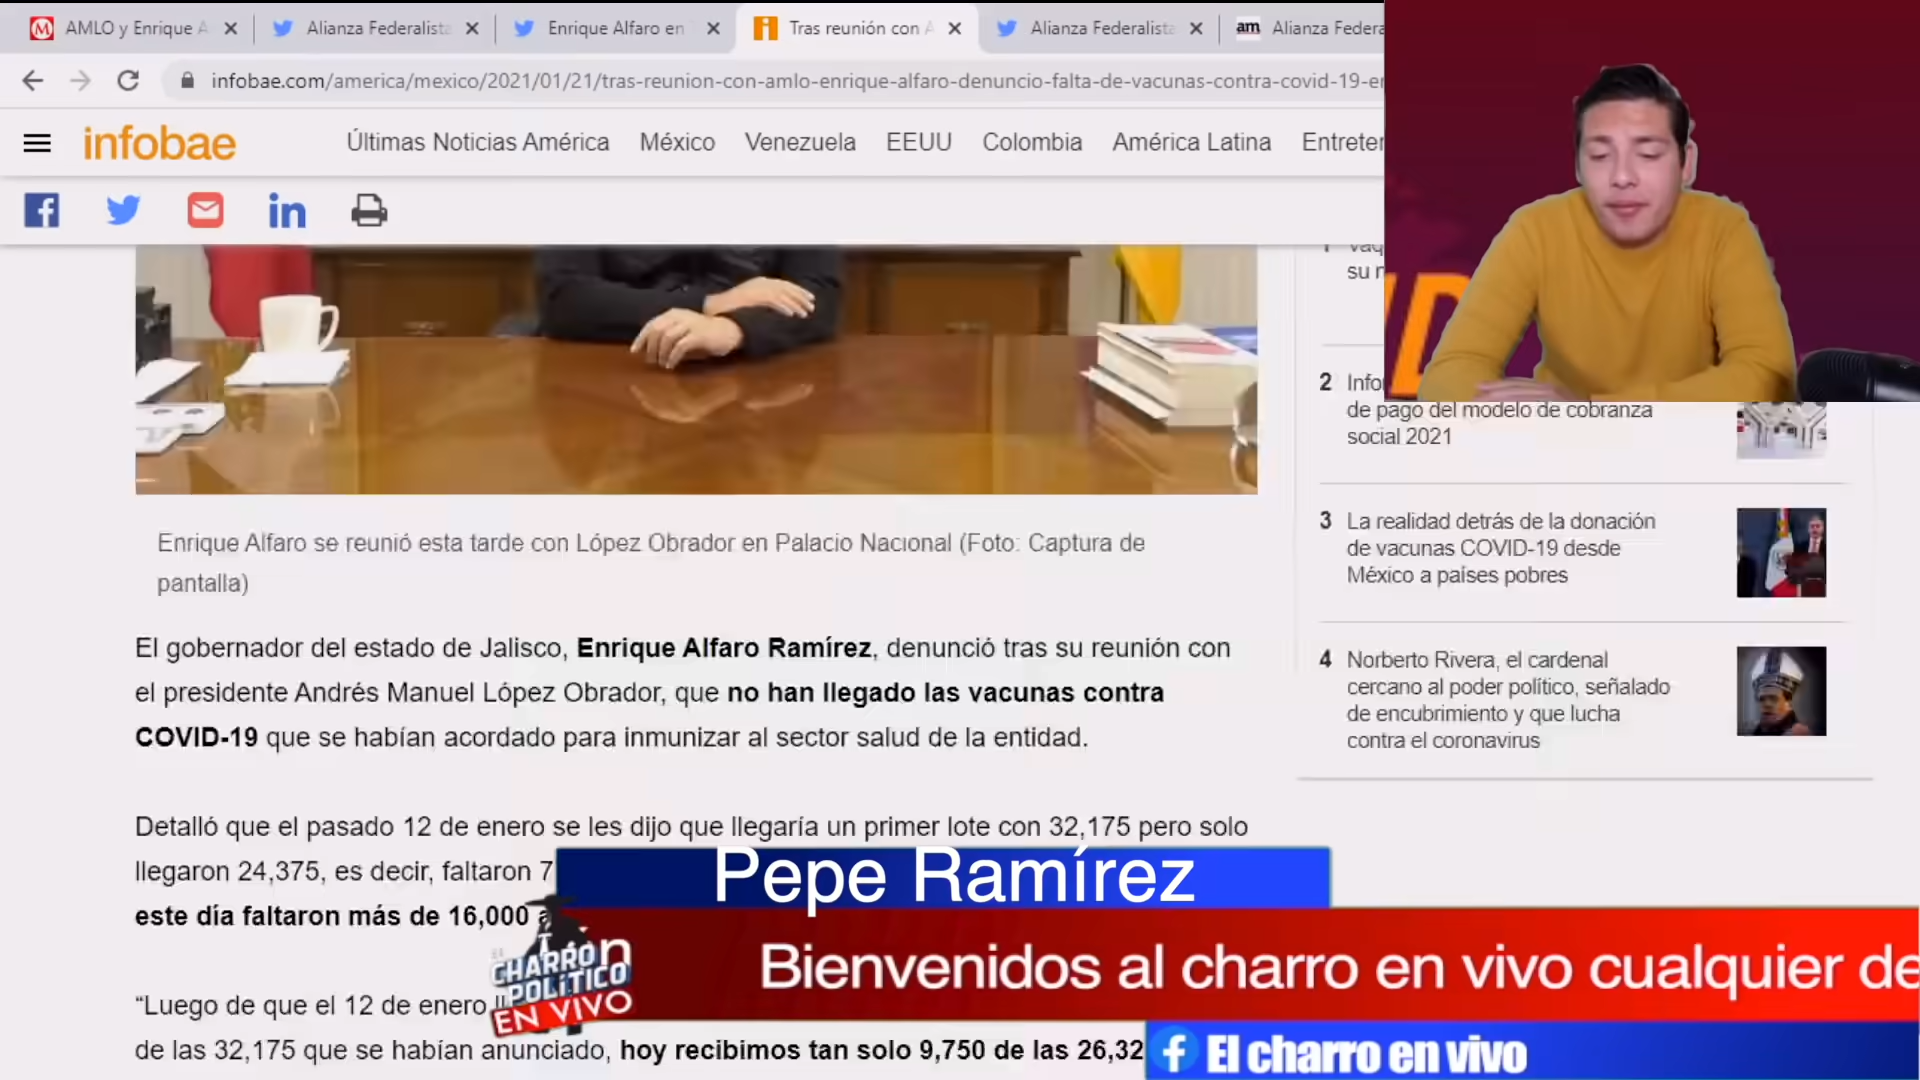 AMLO y Enrique A
Alianza Federalista
Enrique Alfaro en
Tras reunión con A
Alianza Federalista
am
Alianza Federa
infobae.com/america/mexico/2021/01/21/tras-reunion-con-amlo-enrique-alfaro-denuncio-falta-de-vacunas-contra-covid-19-e
infobae
Últimas Noticias América
México
Venezuela
EEUU
Colombia
América Latina
Entreter
su
2 Info
de pago del modelo de cobranza
social 2021
3 La realidad detrás de la donación
de vacunas COVID-19 desde
México a países pobres
4 Norberto Rivera, el cardenal
cercano al poder político, señalado
de encubrimiento y que lucha
contra el coronavirus
Enrique Alfaro se reunió esta tarde con López Obrador en Palacio Nacional (Foto: Captura de
pantalla)
El gobernador del estado de Jalisco, Enrique Alfaro Ramírez, denunció tras su reunión con
el presidente Andrés Manuel López Obrador, que no han llegado las vacunas contra
COVID-19 que se habían acordado para inmunizar al sector salud de la entidad.
Detalló que el pasado 12 de enero se les dijo que llegaría un primer lote con 32,175 pero solo
llegaron 24,375, es decir, faltaron 7
este día faltaron más de 16,000
“Luego de que el 12 de enero
de las 32,175 que se habían anunciado, hoy recibimos tan solo 9,750 de las 26,32
Pepe Ramírez
CHARRO
POLÍTICO
EN VIVO
Bienvenidos al charro en vivo cualquier de
El charro en vivo